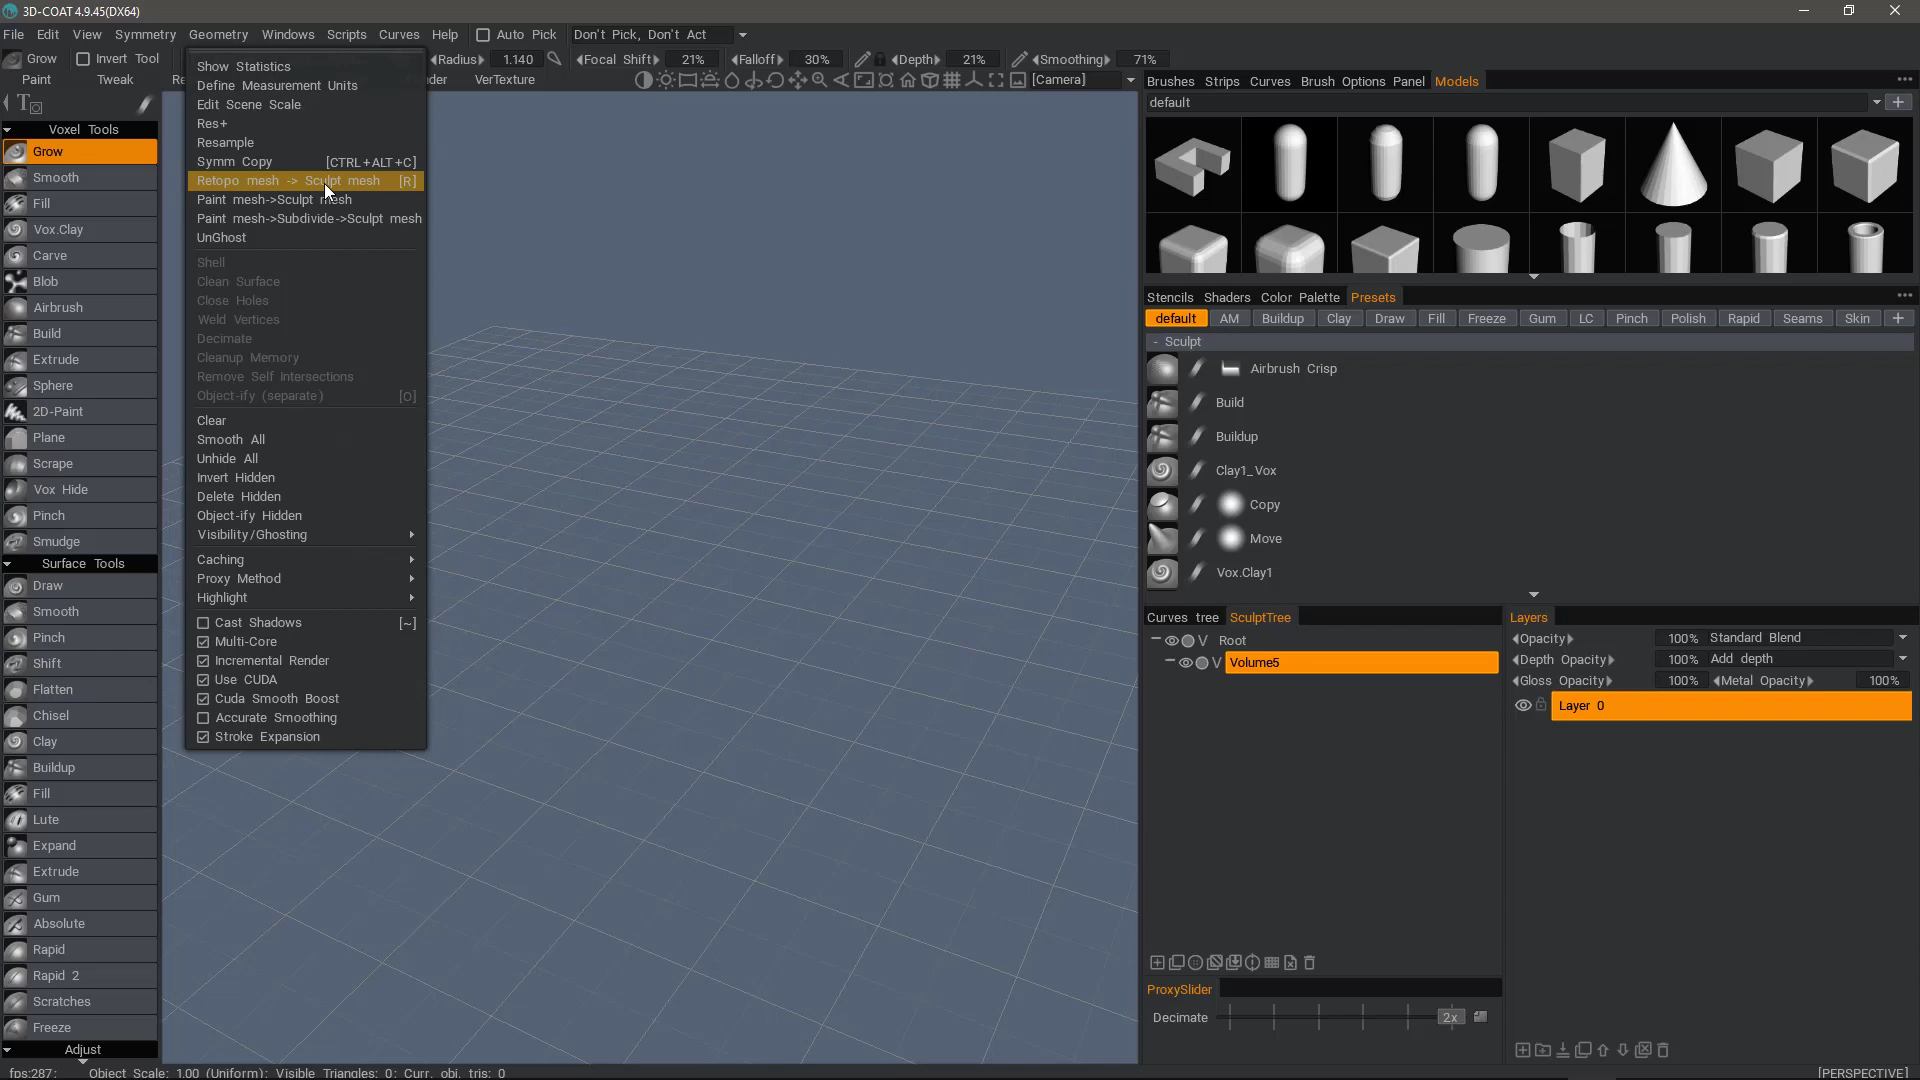 3D-COAT 4.9.45(DX64)
File Edit View Symmetry Geometry Windows Scripts Curves Help Auto Pick Don't Pick, Don't Act
Grow Invert Tool Radius 1.140 Focal Shift 21% Falloff 30% Depth 21% Smoothing 71%
Paint Tweak Re VerTexture [Camera]
Show Statistics
Define Measurement Units
Edit Scene Scale
Res+
Resample
Symm Copy [CTRL+ALT+C]
Retopo mesh -> Sculpt mesh [R]
Paint mesh->Sculpt mesh
Paint mesh->Subdivide->Sculpt mesh
UnGhost
Shell
Clean Surface
Close Holes
Weld Vertices
Decimate
Cleanup Memory
Remove Self Intersections
Object-ify (separate) [O]
Clear
Smooth All
Unhide All
Invert Hidden
Delete Hidden
Object-ify Hidden
Visibility/Ghosting
Caching
Proxy Method
Highlight
Cast Shadows [~]
Multi-Core
Incremental Render
Use CUDA
Cuda Smooth Boost
Accurate Smoothing
Stroke Expansion
Voxel Tools
Grow
Smooth
Fill
Vox.Clay
Carve
Blob
Airbrush
Build
Extrude
Sphere
2D-Paint
Plane
Scrape
Vox Hide
Pinch
Smudge
Surface Tools
Draw
Smooth
Pinch
Shift
Flatten
Chisel
Clay
Buildup
Fill
Lute
Expand
Extrude
Gum
Absolute
Rapid
Rapid 2
Scratches
Freeze
Adjust
Brushes Strips Curves Brush Options Panel Models
default
Stencils Shaders Color Palette Presets
default AM Buildup Clay Draw Fill Freeze Gum LC Pinch Polish Rapid Seams Skin
- Sculpt
Airbrush Crisp
Build
Buildup
Clay1_Vox
Copy
Move
Vox.Clay1
Curves tree SculptTree
V Root
V Volume5
ProxySlider
Decimate 2x
Layers
Opacity 100% Standard Blend
Depth Opacity 100% Add depth
Gloss Opacity 100% Metal Opacity 100%
Layer 0
fps:287; Object Scale: 1.00 (Uniform); Visible Triangles: 0; Curr. obj. tris: 0 [PERSPECTIVE]